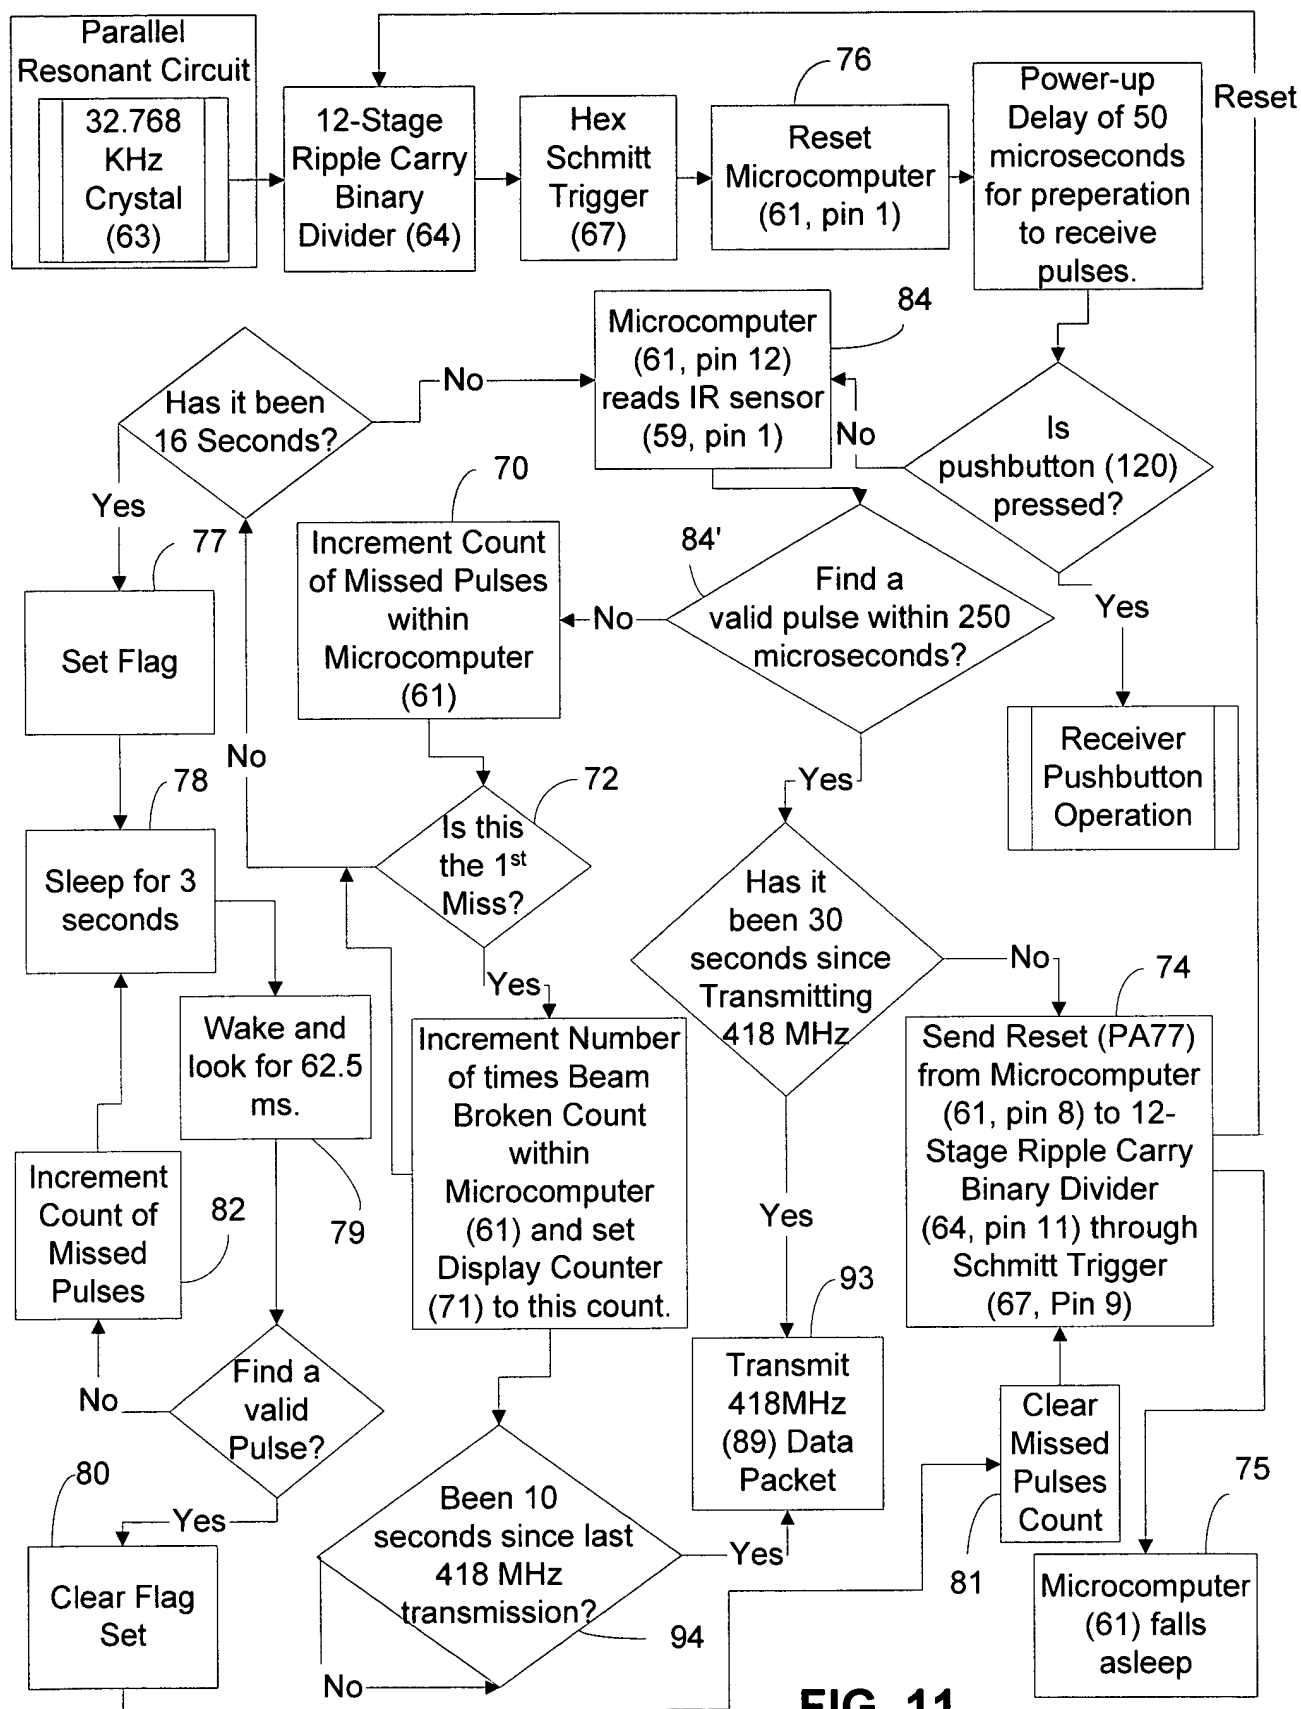 Parallel
Resonant Circuit
32.768
KHz
Crystal
(63)
12-Stage
Ripple Carry
Binary
Divider (64)
Hex
Schmitt
Trigger
(67)
76
Reset
Microcomputer
(61, pin 1)
Power-up
Delay of 50
microseconds
for preperation
to receive
pulses.
Reset
Has it been
16 Seconds?
No
Microcomputer
(61, pin 12)
reads IR sensor
(59, pin 1)
84
No
Is
pushbutton (120)
pressed?
Yes
77
Set Flag
70
Increment Count
of Missed Pulses
within
Microcomputer
(61)
No
84'
Find a
valid pulse within 250
microseconds?
Yes
Receiver
Pushbutton
Operation
No
78
Sleep for 3
seconds
72
Is this
the 1st
Miss?
Yes
Yes
Has it
been 30
seconds since
Transmitting
418 MHz
No
74
Send Reset (PA77)
from Microcomputer
(61, pin 8) to 12-
Stage Ripple Carry
Binary Divider
(64, pin 11) through
Schmitt Trigger
(67, Pin 9)
Wake and
look for 62.5
ms.
79
Increment
Count of
Missed
Pulses
82
Increment Number
of times Beam
Broken Count
within
Microcomputer
(61) and set
Display Counter
(71) to this count.
Yes
93
Transmit
418MHz
(89) Data
Packet
No
Find a
valid
Pulse?
Clear
Missed
Pulses
Count
81
75
Microcomputer
(61) falls
asleep
80
Yes
Clear Flag
Set
Been 10
seconds since last
418 MHz
transmission?
Yes
94
No
FIG. 11